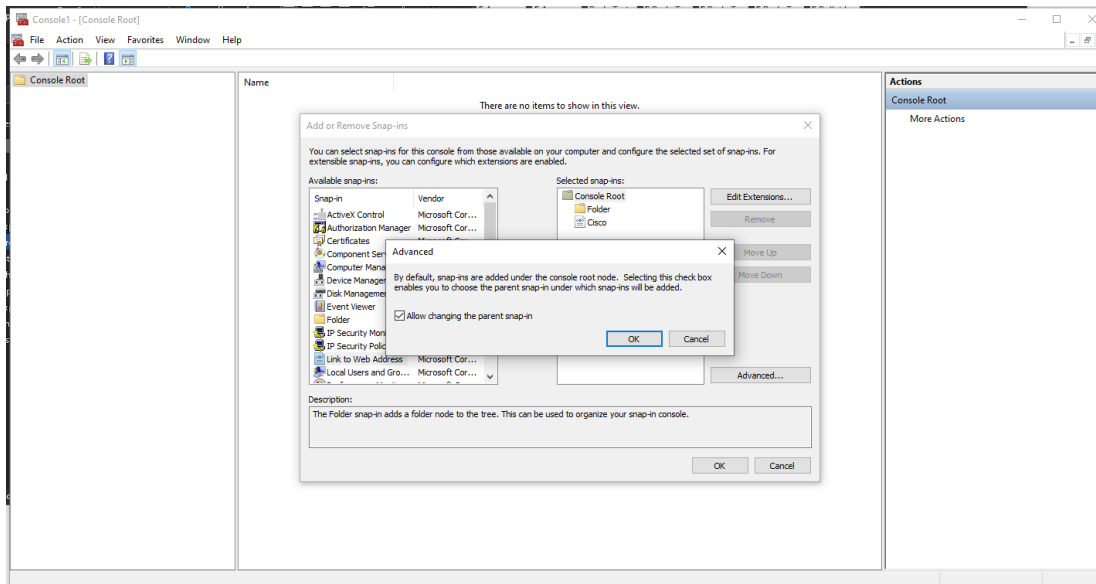 Console1 - [Console Root]
File Action View Favorites Window Help
Console Root
Name
There are no items to show in this view.
Actions
Console Root
More Actions
Add or Remove Snap-ins
You can select snap-ins for this console from those available on your computer and configure the selected set of snap-ins. For
extensible snap-ins, you can configure which extensions are enabled.
Available snap-ins:
Snap-in Vendor
ActiveX Control Microsoft Cor...
Authorization Manager Microsoft Cor...
Certificates
Component Ser
Computer Mana
Device Manager
Disk Manageme
Event Viewer
Folder
IP Security Mon
IP Security Polic
Link to Web Address Microsoft Cor...
Local Users and Gro... Microsoft Cor...
Selected snap-ins:
Console Root
Folder
Cisco
Edit Extensions...
Remove
Move Up
Move Down
Advanced...
Advanced
By default, snap-ins are added under the console root node. Selecting this check box
enables you to choose the parent snap-in under which snap-ins will be added.
Allow changing the parent snap-in
OK Cancel
Description:
The Folder snap-in adds a folder node to the tree. This can be used to organize your snap-in console.
OK Cancel